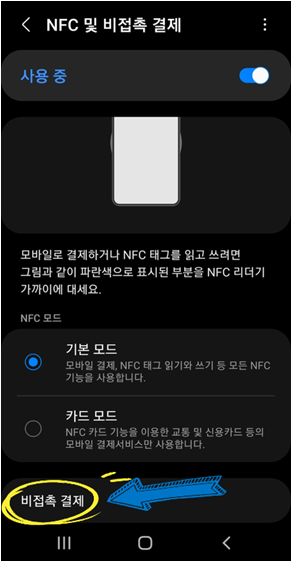 NFC 및 비접촉 결제
사용 중
모바일로 결제하거나 NFC 태그를 읽고 쓰려면
그림과 같이 파란색으로 표시된 부분을 NFC 리더기
가까이에 대세요.
NFC 모드
기본 모드
모바일 결제, NFC 태그 읽기와 쓰기 등 모든 NFC
기능을 사용합니다.
카드 모드
NFC 카드 기능을 이용한 교통 및 신용카드 등의
모바일 결제서비스만 사용합니다.
비접촉 결제